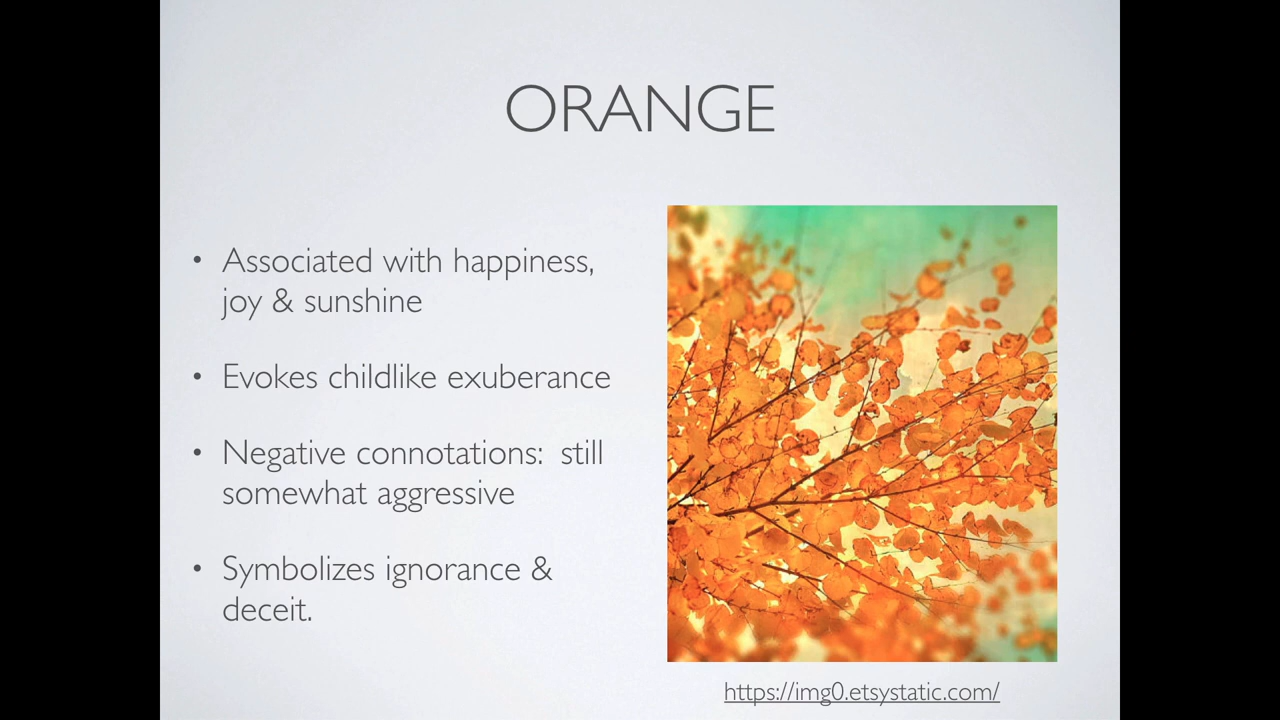 ORANGE
• Associated with happiness,
joy & sunshine
• Evokes childlike exuberance
• Negative connotations:  still
somewhat aggressive
• Symbolizes ignorance &
deceit.
https://img0.etsystatic.com/